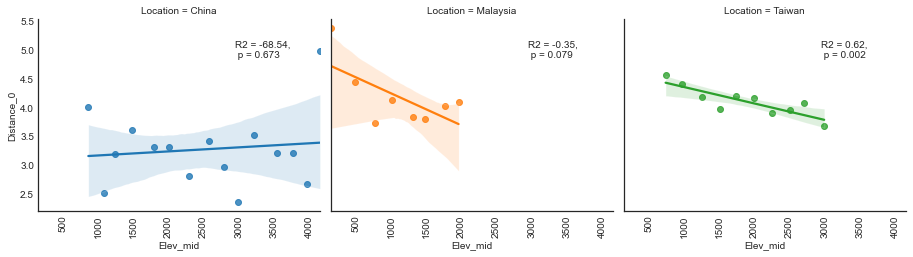 Location = China
Location = Malaysia
Location = Taiwan
R2 = -68.54,
p = 0.673
R2 = -0.35,
p = 0.079
R2 = 0.62,
p = 0.002
Distance_0
5.5
5.0
4.5
4.0
3.5
3.0
2.5
500
1000
1500
2000
2500
3000
3500
4000
500
1000
1500
2000
2500
3000
3500
4000
500
1000
1500
2000
2500
3000
3500
4000
Elev_mid
Elev_mid
Elev_mid